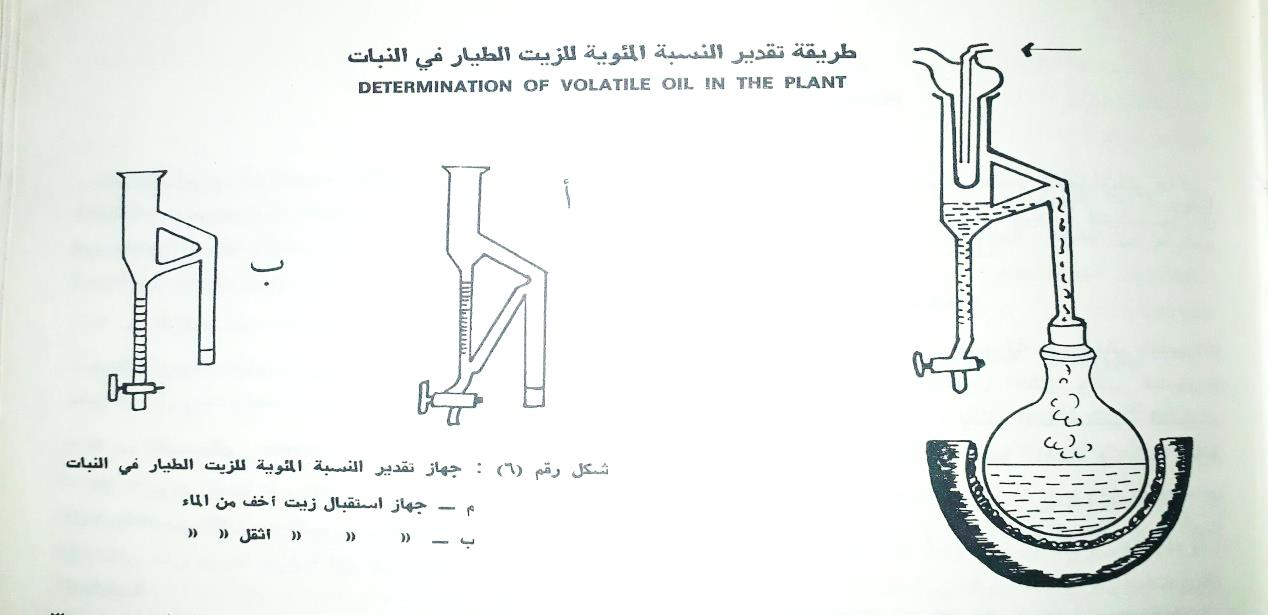 طريقة تقدير النسبة المئوية للزيت الطيار في النبات
DETERMINATION OF VOLATILE OIL IN THE PLANT
أ
ب
شكل رقم (٦) : جهاز تقدير النسبة المئوية للزيت الطيار في النبات
م — جهاز استقبال زيت أخف من الماء
ب — » » » اثقل » »